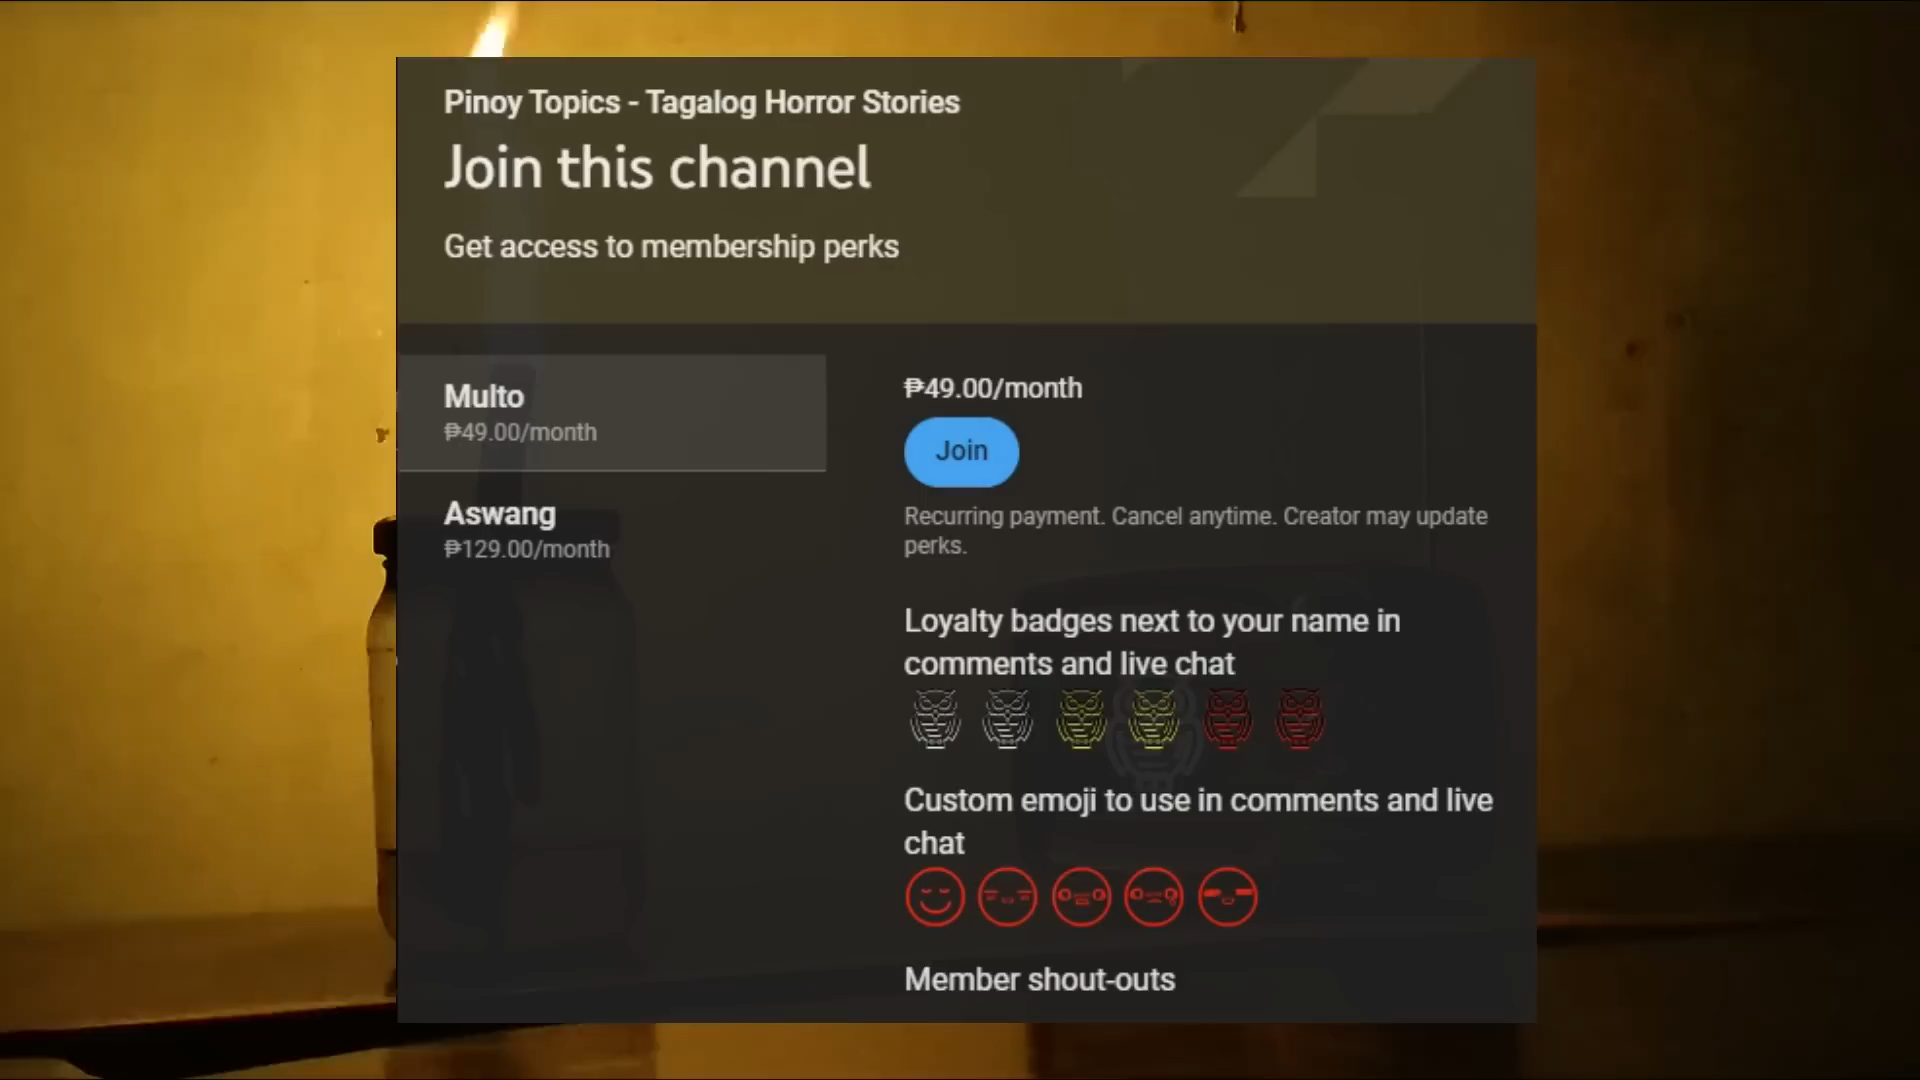 Pinoy Topics - Tagalog Horror Stories
Join this channel
Get access to membership perks
Multo
₱49.00/month
Aswang
₱129.00/month
₱49.00/month
Join
Recurring payment. Cancel anytime. Creator may update
perks.
Loyalty badges next to your name in
comments and live chat
Custom emoji to use in comments and live
chat
Member shout-outs